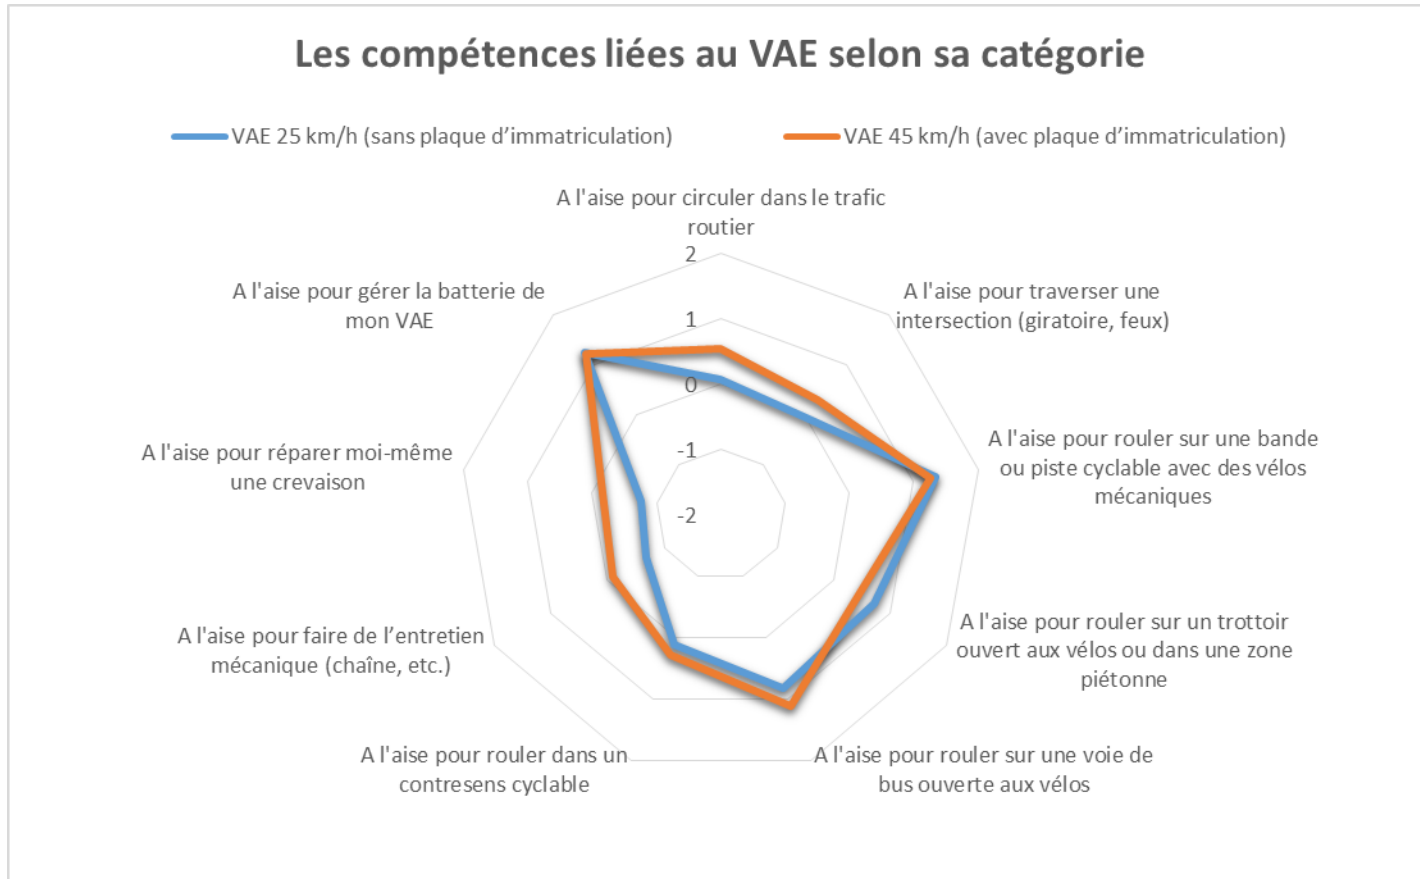 Les compétences liées au VAE selon sa catégorie
VAE 25 km/h (sans plaque d’immatriculation)
VAE 45 km/h (avec plaque d’immatriculation)
A l'aise pour circuler dans le trafic
routier
2
1
0
-1
-2
A l'aise pour traverser une
intersection (giratoire, feux)
A l'aise pour rouler sur une bande
ou piste cyclable avec des vélos
mécaniques
A l'aise pour rouler sur un trottoir
ouvert aux vélos ou dans une zone
piétonne
A l'aise pour rouler sur une voie de
bus ouverte aux vélos
A l'aise pour rouler dans un
contresens cyclable
A l'aise pour faire de l’entretien
mécanique (chaîne, etc.)
A l'aise pour réparer moi-même
une crevaison
A l'aise pour gérer la batterie de
mon VAE